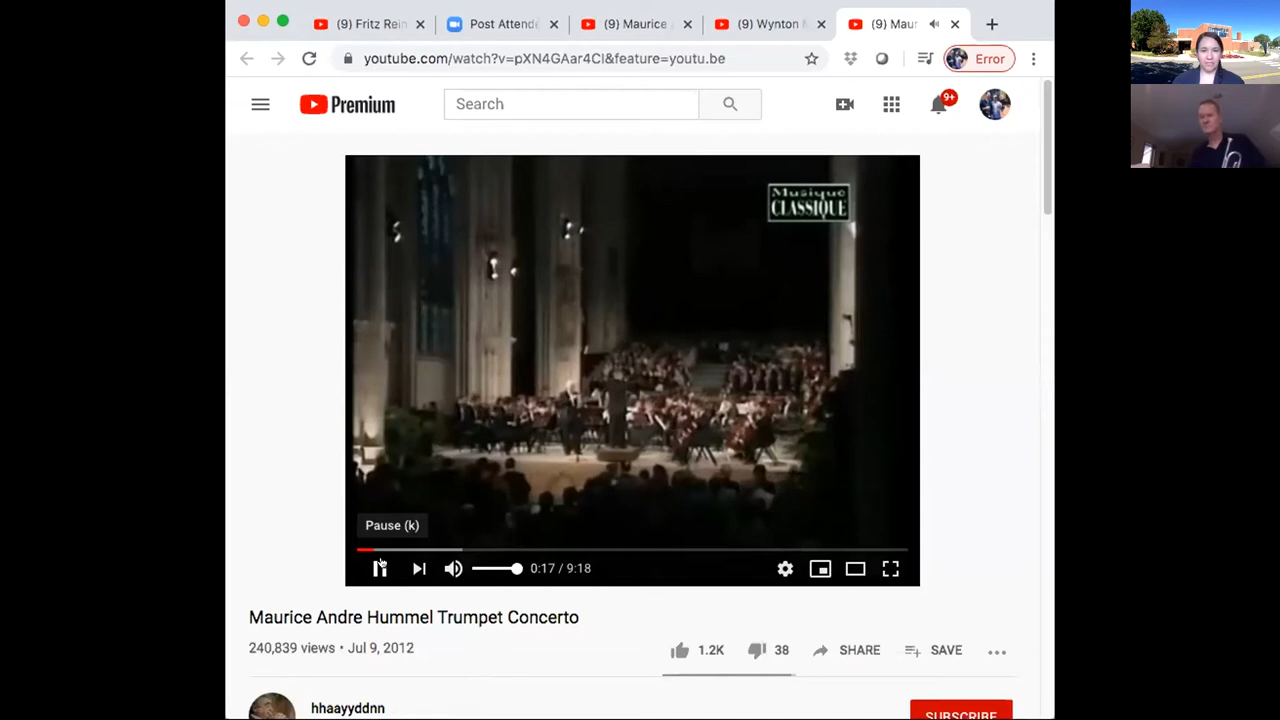 (9) Fritz Rein
Post Attende
(9) Maurice A
(9) Wynton M
(9) Maur
youtube.com/watch?v=pXN4GAar4CI&feature=youtu.be
Error
Premium
Search
9+
Musique
CLASSIQUE
Pause (k)
0:17 / 9:18
Maurice Andre Hummel Trumpet Concerto
240,839 views • Jul 9, 2012
1.2K
38
SHARE
SAVE
hhaayyddnn
SUBSCRIBE